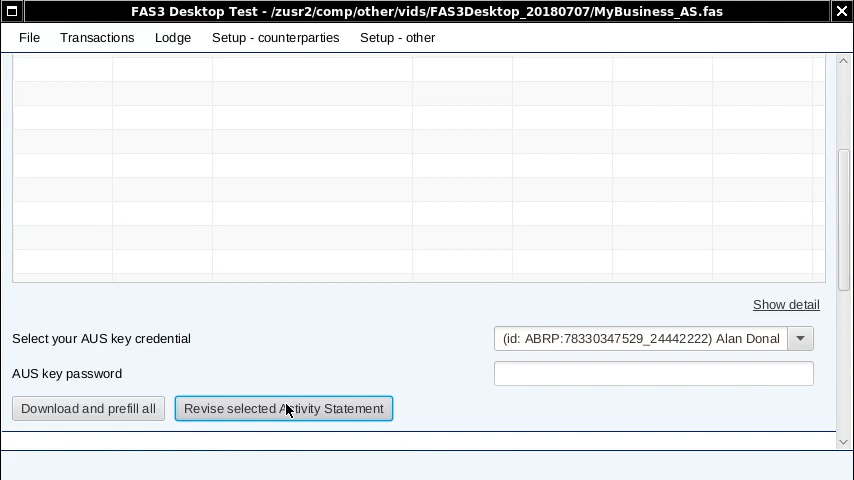 FAS3 Desktop Test - /zusr2/comp/other/vids/FAS3Desktop_20180707/MyBusiness_AS.fas
File Transactions Lodge Setup - counterparties Setup - other
Show detail
Select your AUS key credential (id: ABRP:78330347529_24442222) Alan Donal
AUS key password
Download and prefill all Revise selected Activity Statement